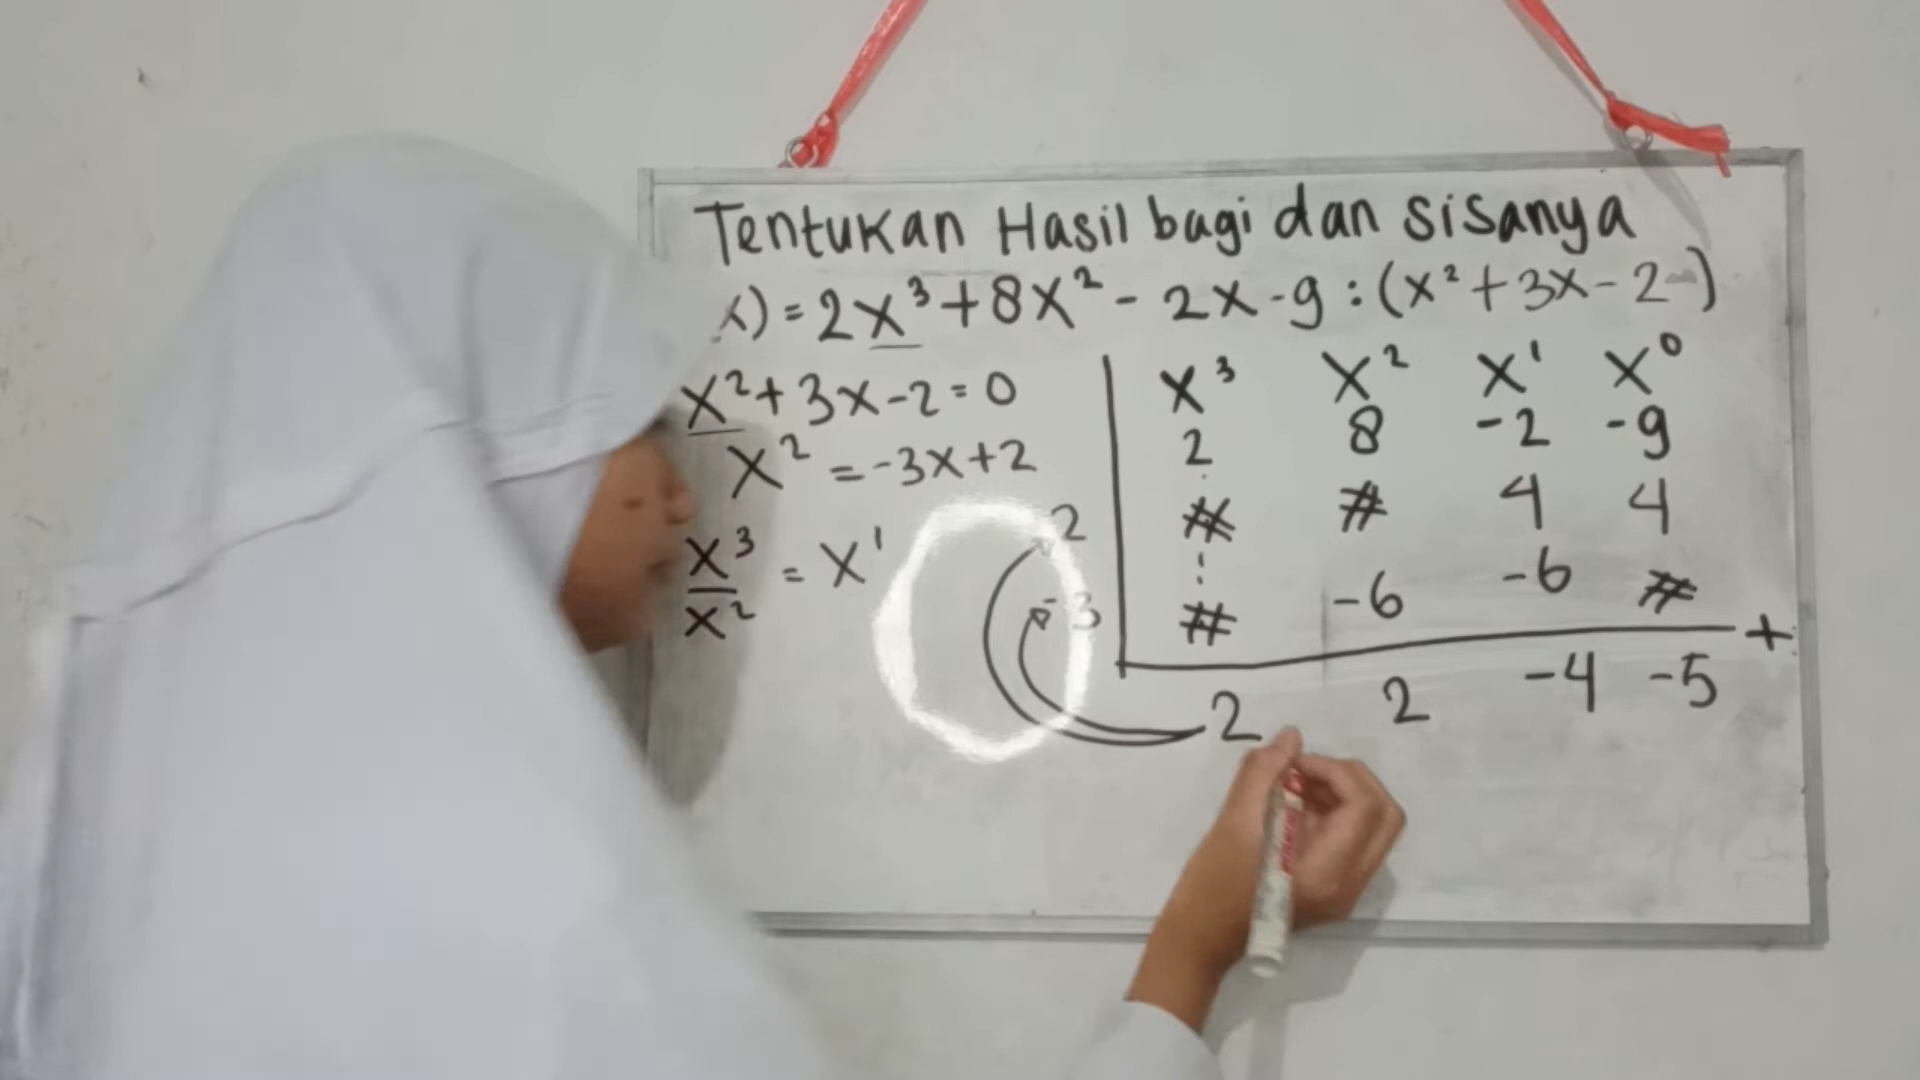 Tentukan Hasil bagi dan sisanya
x) = 2x³ + 8x² - 2x - 9 : (x² + 3x - 2)
x² + 3x - 2 = 0
x² = -3x + 2
x³/x² = x¹
2
-3
x³ x² x¹ x⁰
2 8 -2 -9
# # 4 4
# -6 -6 # +
2 2 -4 -5